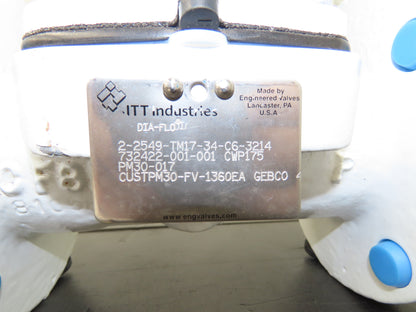 ITT Industries
Made by
Engineered Valves
Lancaster, PA
U.S.A
DIA-FLO
2-2549-TM17-34-C6-3214
732422-001-001 CWP175
PM30-017
CUSTPM30-FV-1360EA GEBCO 4
www.engvalves.com